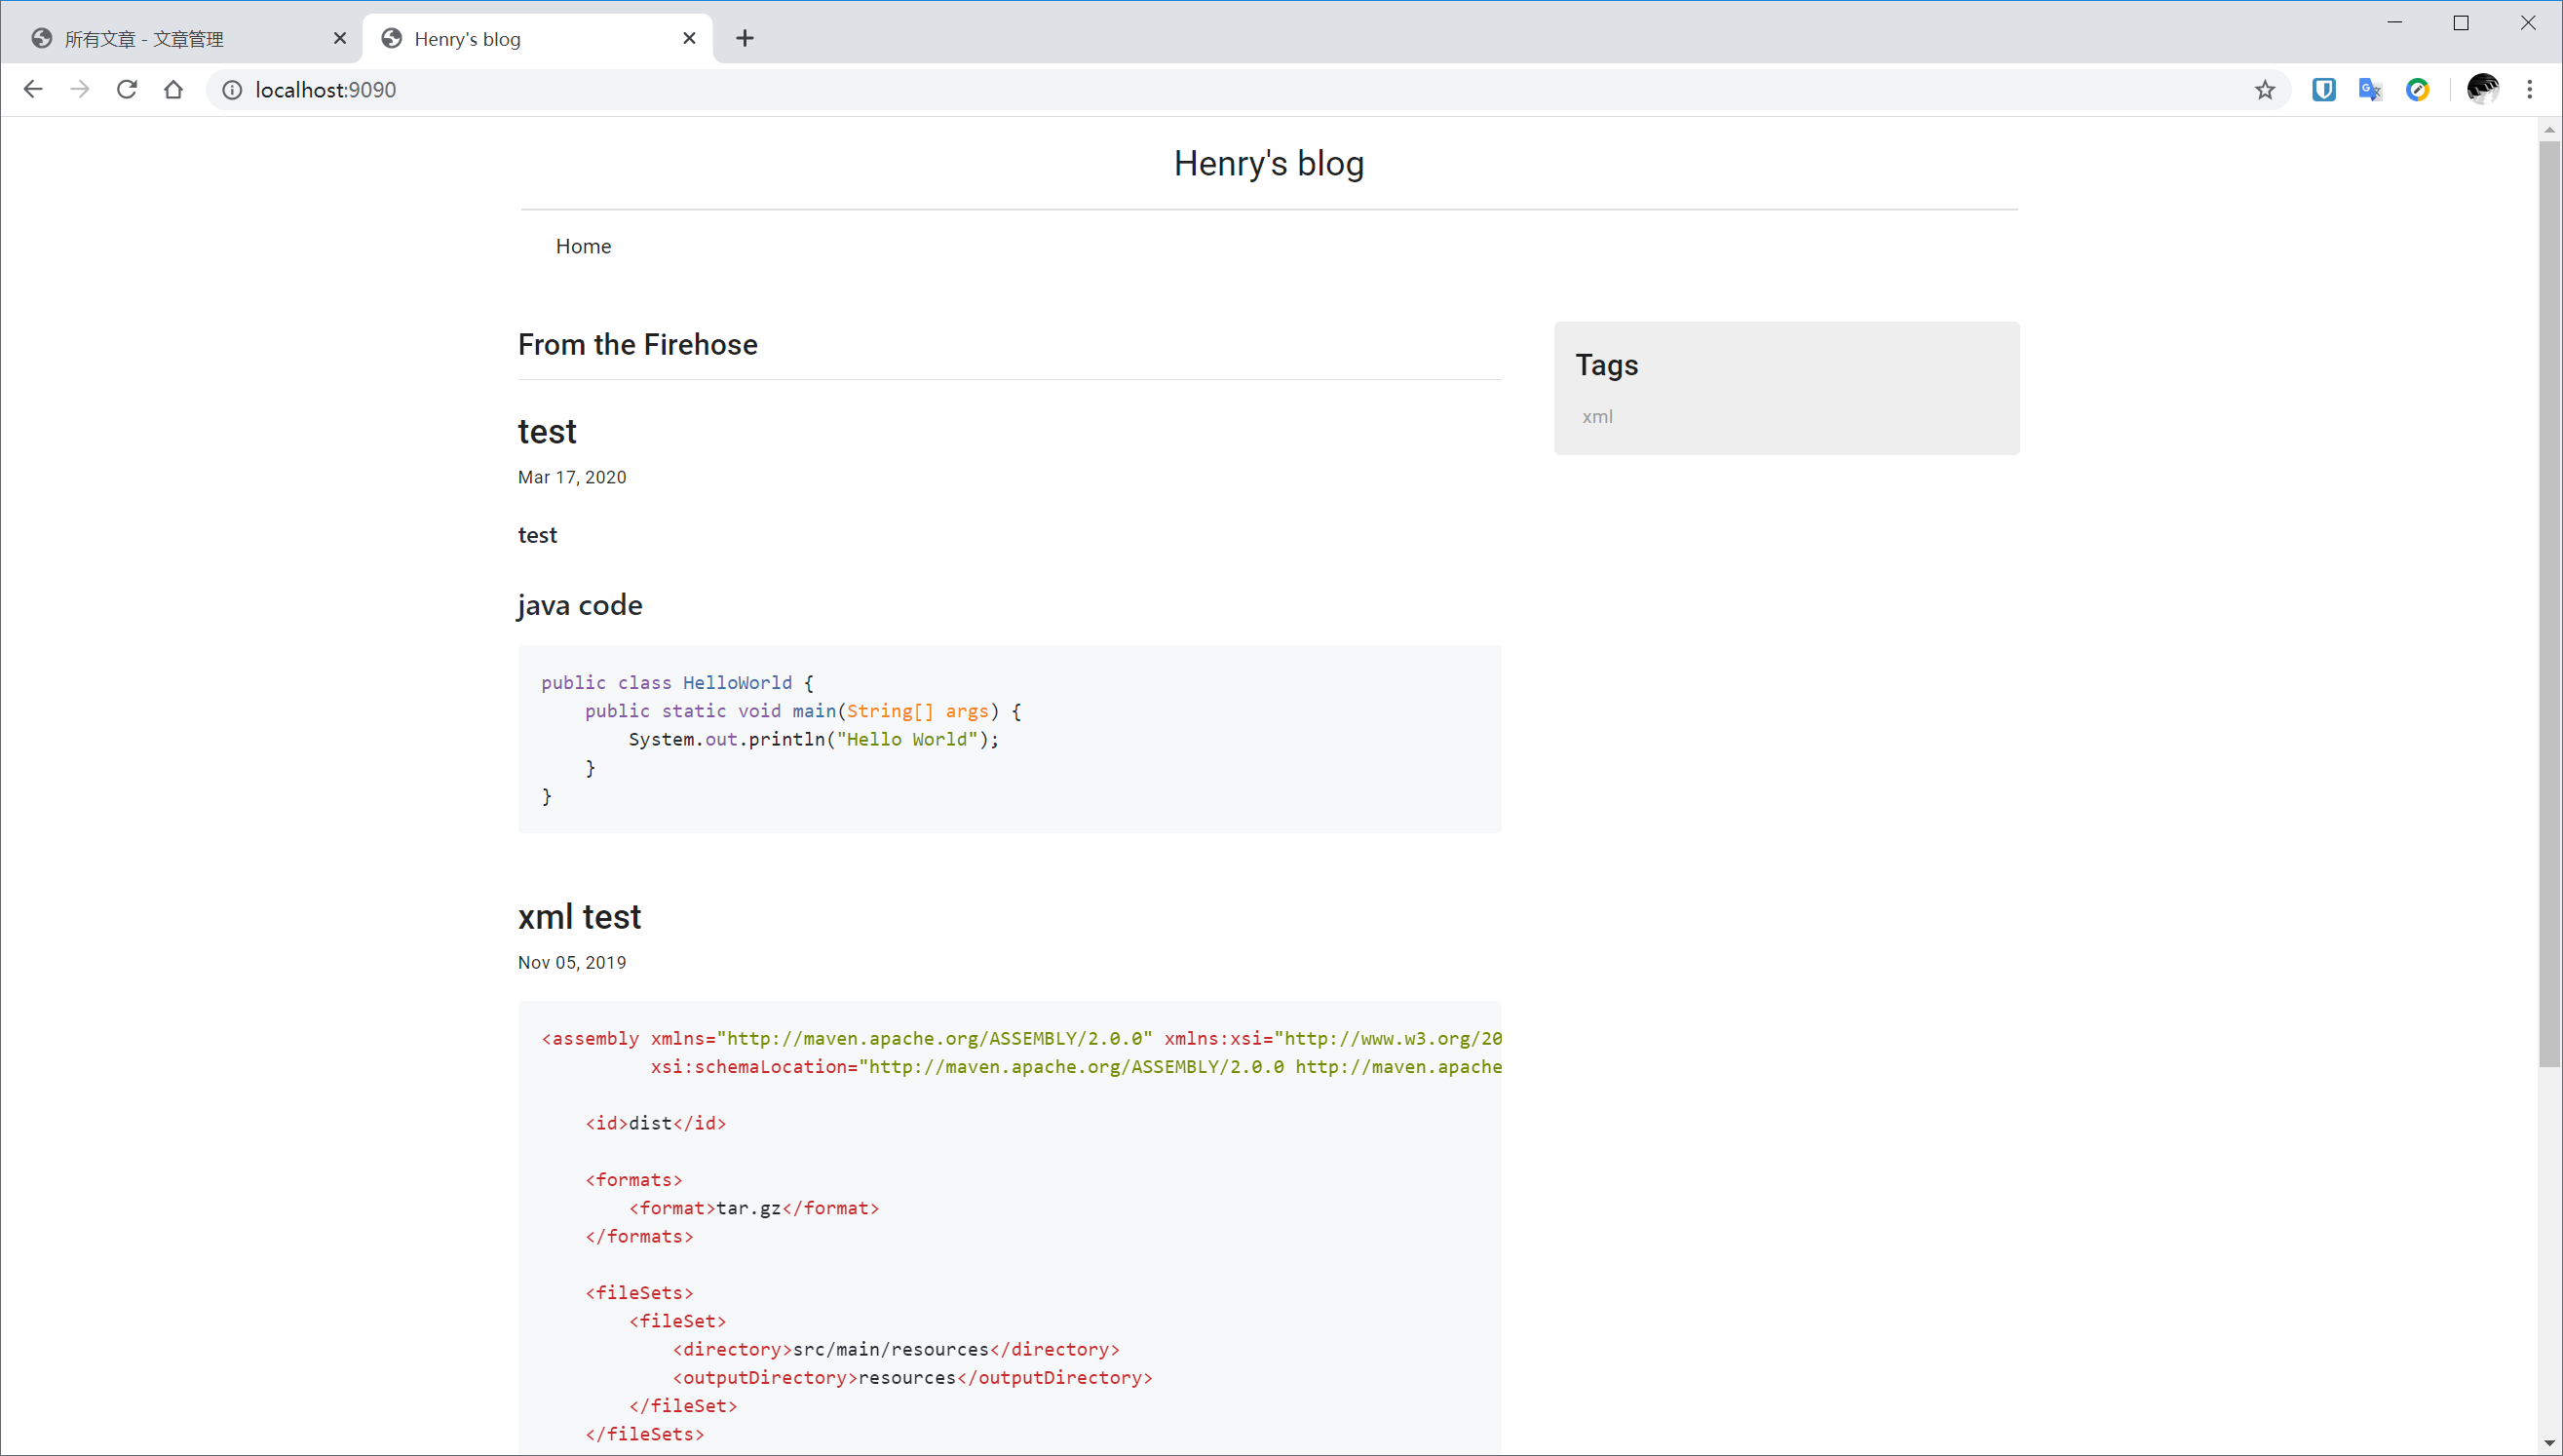 所有文章 - 文章管理
Henry's blog
localhost:9090
Henry's blog
Home
From the Firehose
test
Mar 17, 2020
test
java code
public class HelloWorld {
    public static void main(String[] args) {
        System.out.println("Hello World");
    }
}
xml test
Nov 05, 2019
<assembly xmlns="http://maven.apache.org/ASSEMBLY/2.0.0" xmlns:xsi="http://www.w3.org/20
          xsi:schemaLocation="http://maven.apache.org/ASSEMBLY/2.0.0 http://maven.apache
    <id>dist</id>
    <formats>
        <format>tar.gz</format>
    </formats>
    <fileSets>
        <fileSet>
            <directory>src/main/resources</directory>
            <outputDirectory>resources</outputDirectory>
        </fileSet>
    </fileSets>
Tags
xml